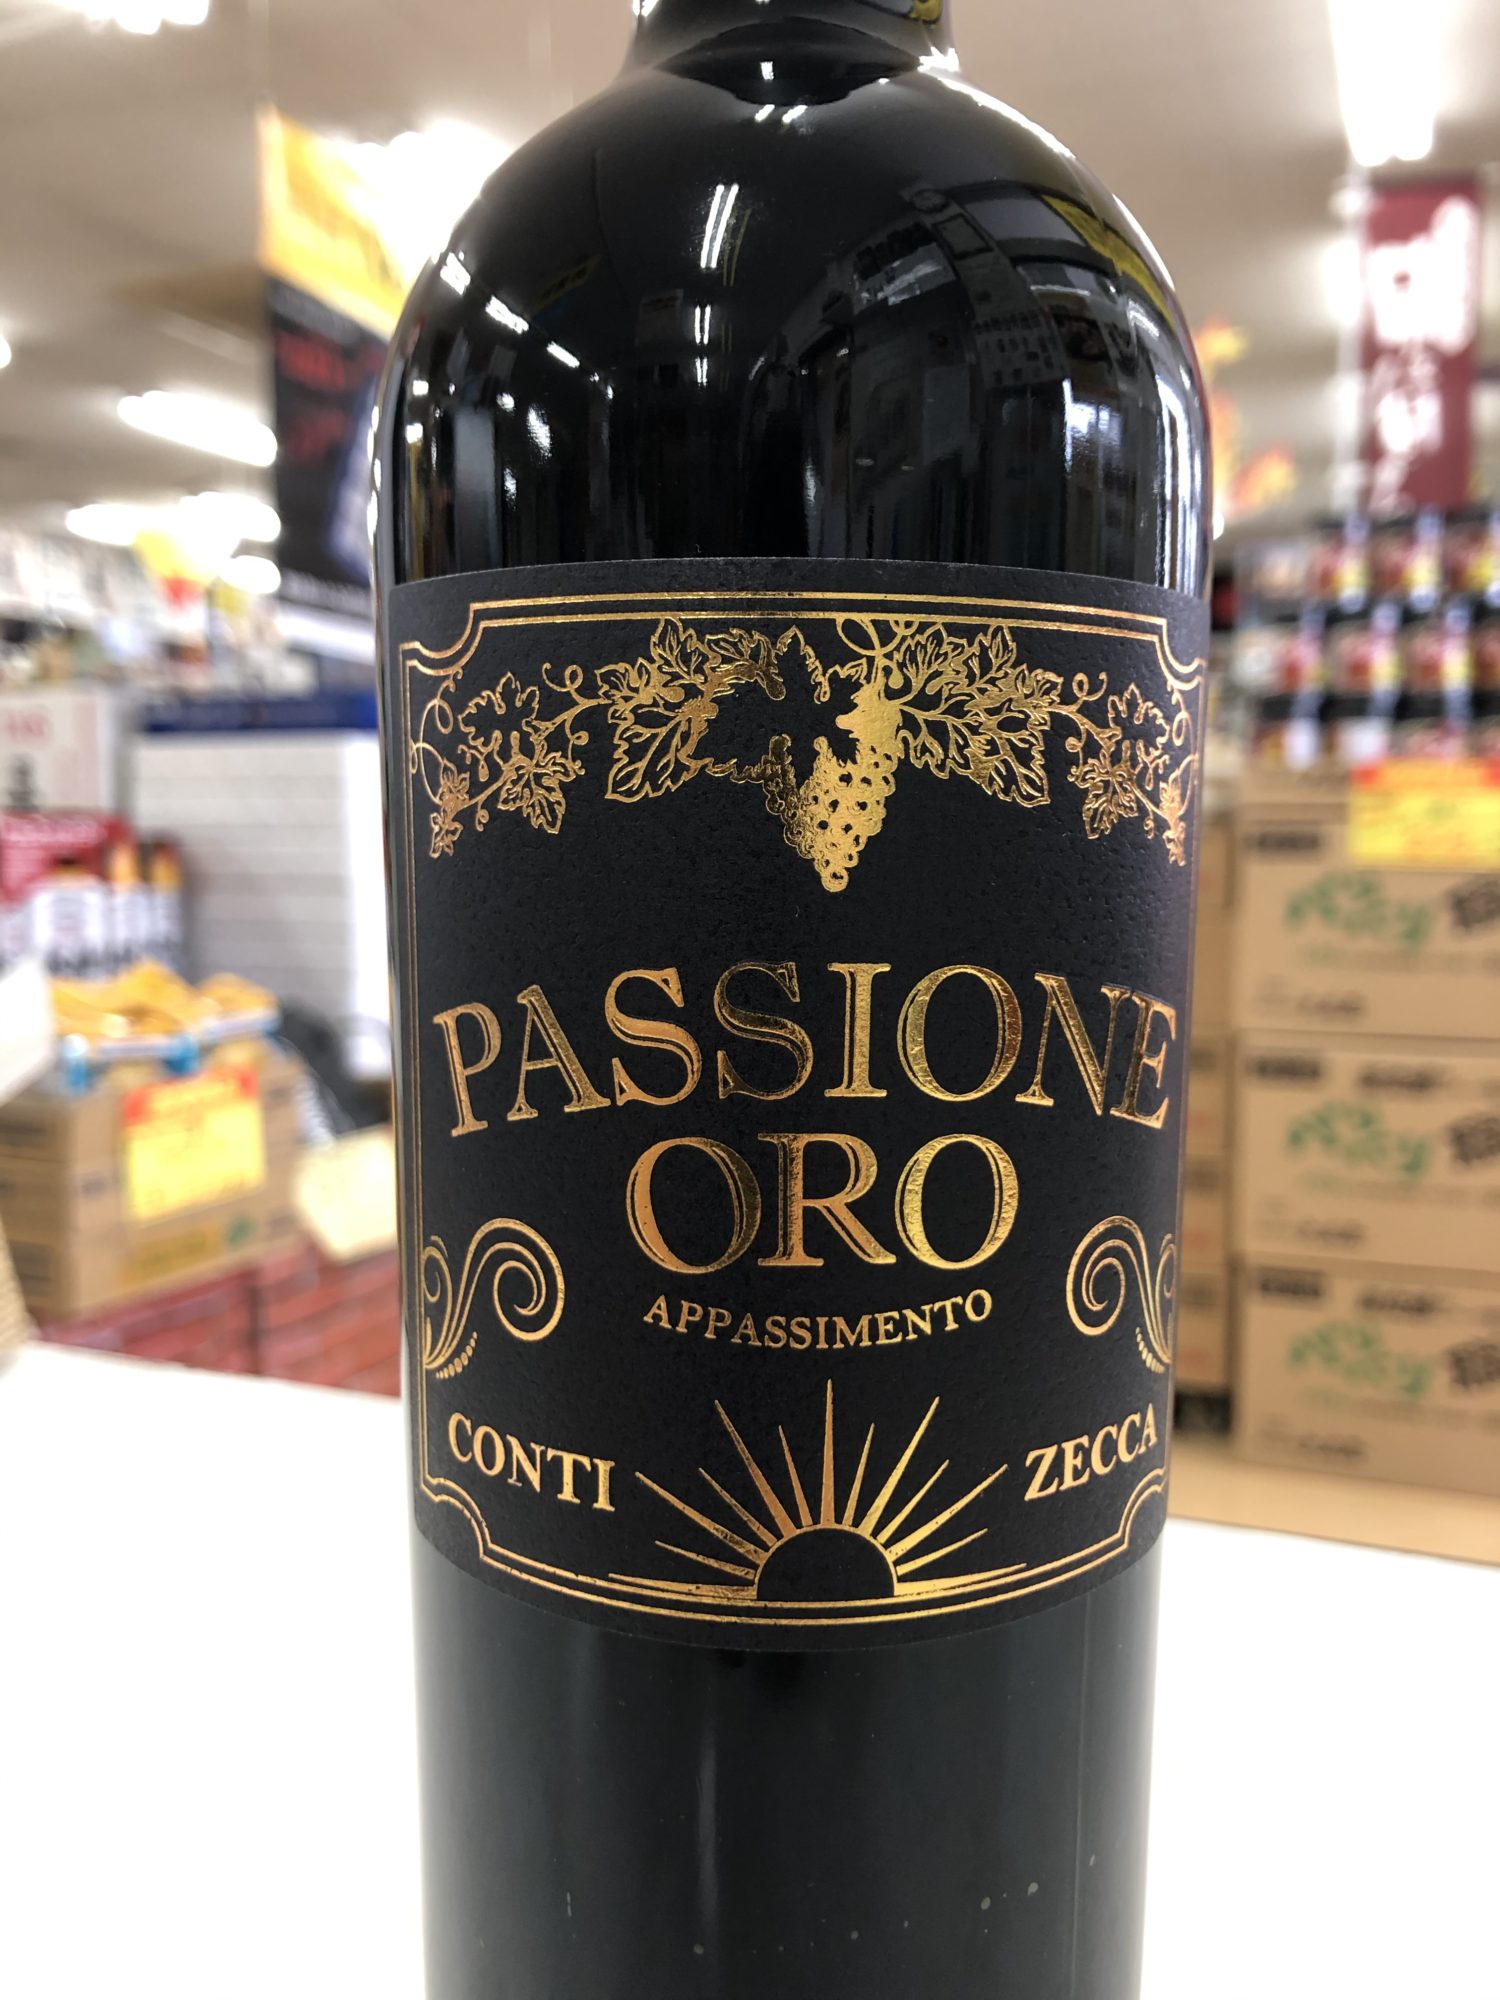 PASSIONE
ORO
APPASSIMENTO
CONTI ZECCA